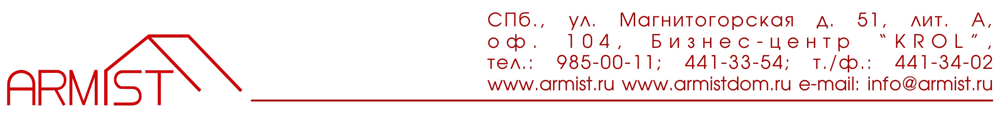 ARMIST
СПб., ул. Магнитогорская д. 51, лит. А,
оф. 104, Бизнес-центр “KROL”,
тел.: 985-00-11; 441-33-54; т./ф.: 441-34-02
www.armist.ru www.armistdom.ru e-mail: info@armist.ru